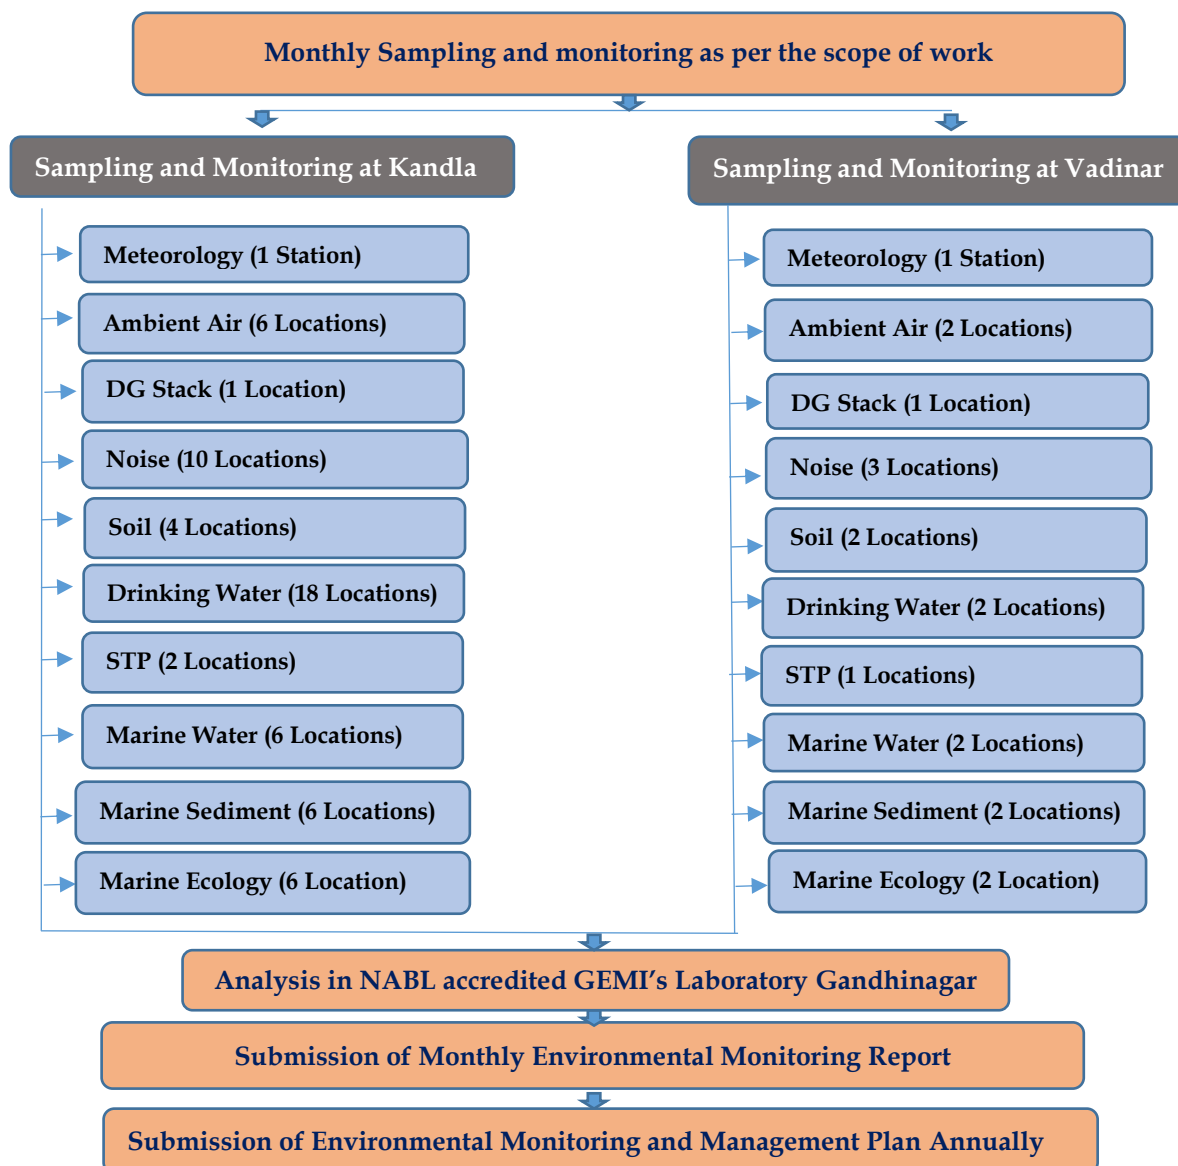 Monthly Sampling and monitoring as per the scope of work
Sampling and Monitoring at Kandla
Meteorology (1 Station)
Ambient Air (6 Locations)
DG Stack (1 Location)
Noise (10 Locations)
Soil (4 Locations)
Drinking Water (18 Locations)
STP (2 Locations)
Marine Water (6 Locations)
Marine Sediment (6 Locations)
Marine Ecology (6 Location)
Sampling and Monitoring at Vadinar
Meteorology (1 Station)
Ambient Air (2 Locations)
DG Stack (1 Location)
Noise (3 Locations)
Soil (2 Locations)
Drinking Water (2 Locations)
STP (1 Locations)
Marine Water (2 Locations)
Marine Sediment (2 Locations)
Marine Ecology (2 Location)
Analysis in NABL accredited GEMI’s Laboratory Gandhinagar
Submission of Monthly Environmental Monitoring Report
Submission of Environmental Monitoring and Management Plan Annually